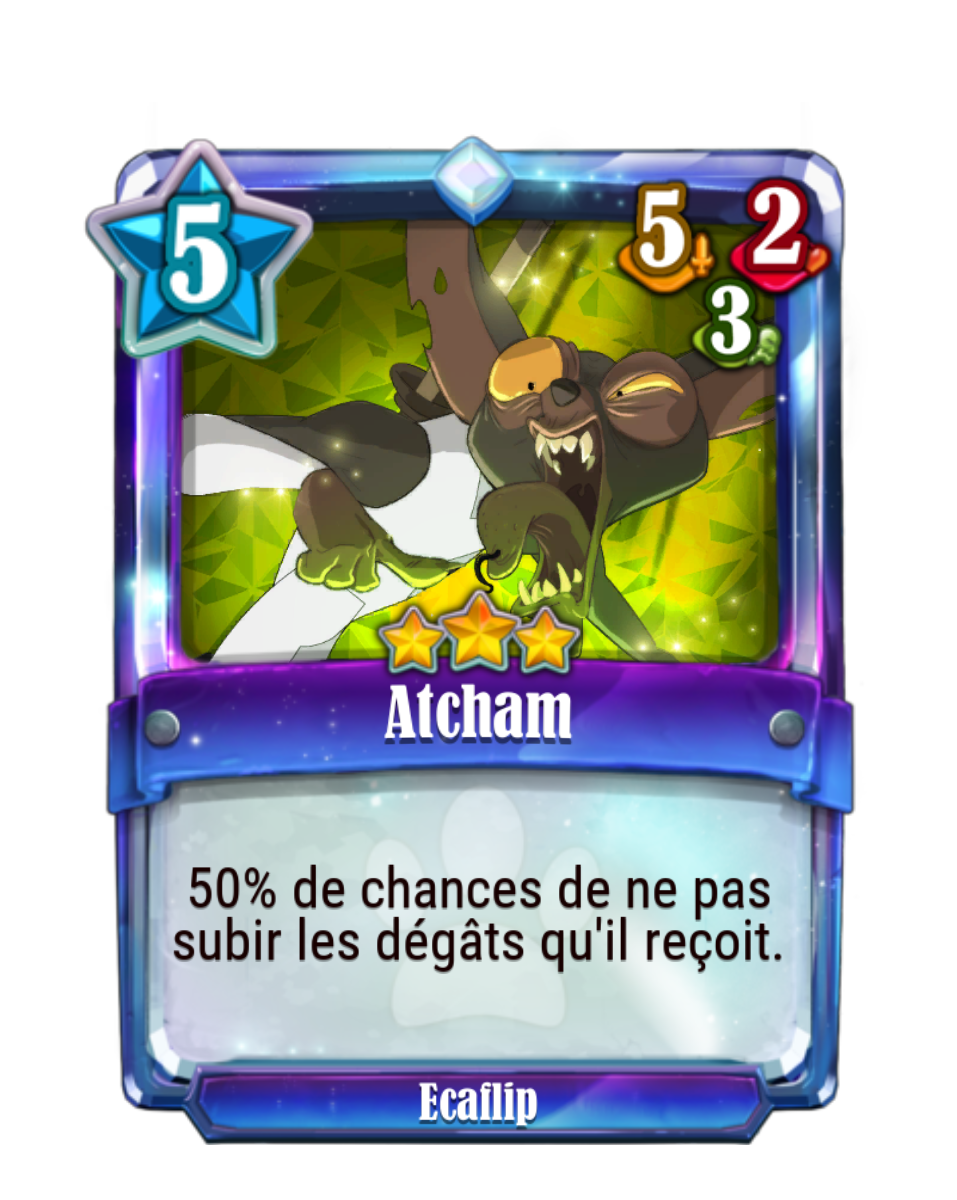 5
5
2
3
Atcham
50% de chances de ne pas
subir les dégâts qu'il reçoit.
Ecaflip